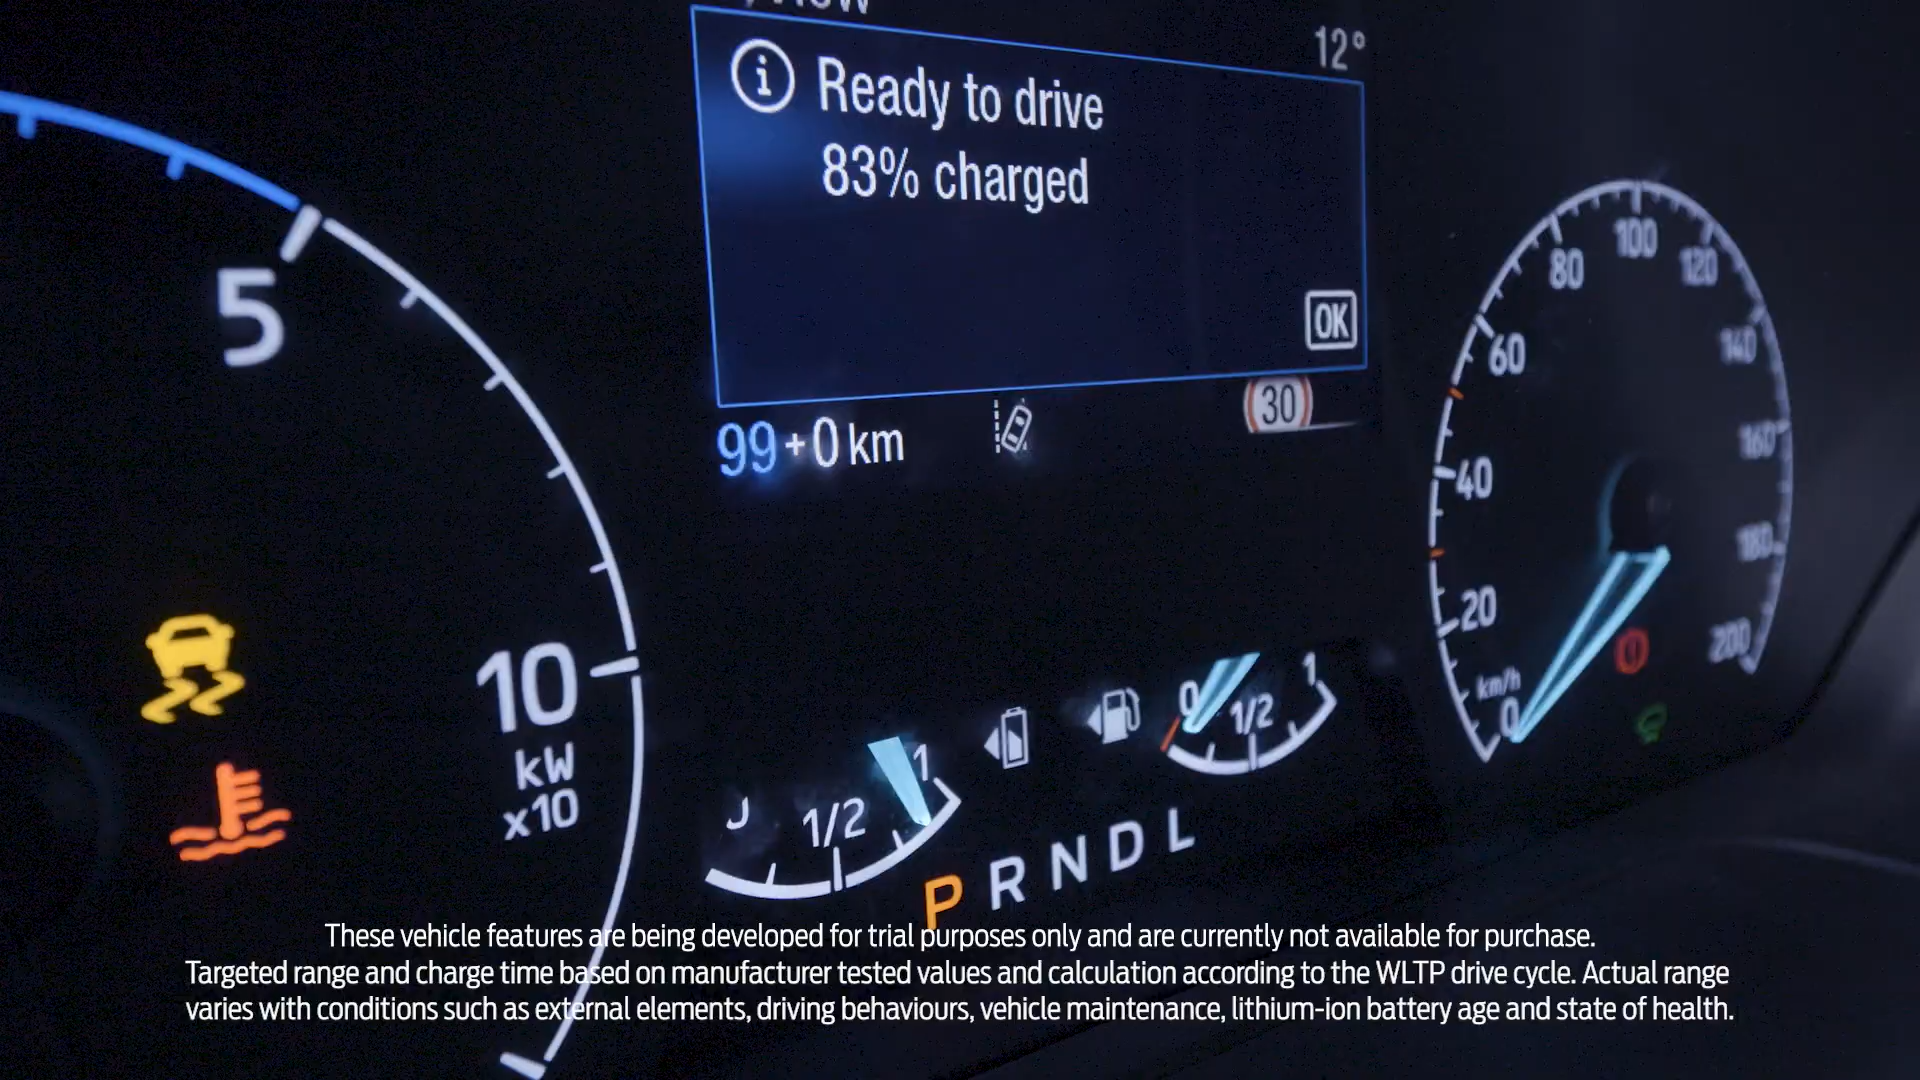 12°
Ready to drive
83% charged
OK
99+0 km
30
5
10
kW
x10
1/2
1
0
1/2
1
P R N D L
0
20
40
60
80
100
120
140
160
180
200
km/h
These vehicle features are being developed for trial purposes only and are currently not available for purchase.
Targeted range and charge time based on manufacturer tested values and calculation according to the WLTP drive cycle. Actual range
varies with conditions such as external elements, driving behaviours, vehicle maintenance, lithium-ion battery age and state of health.